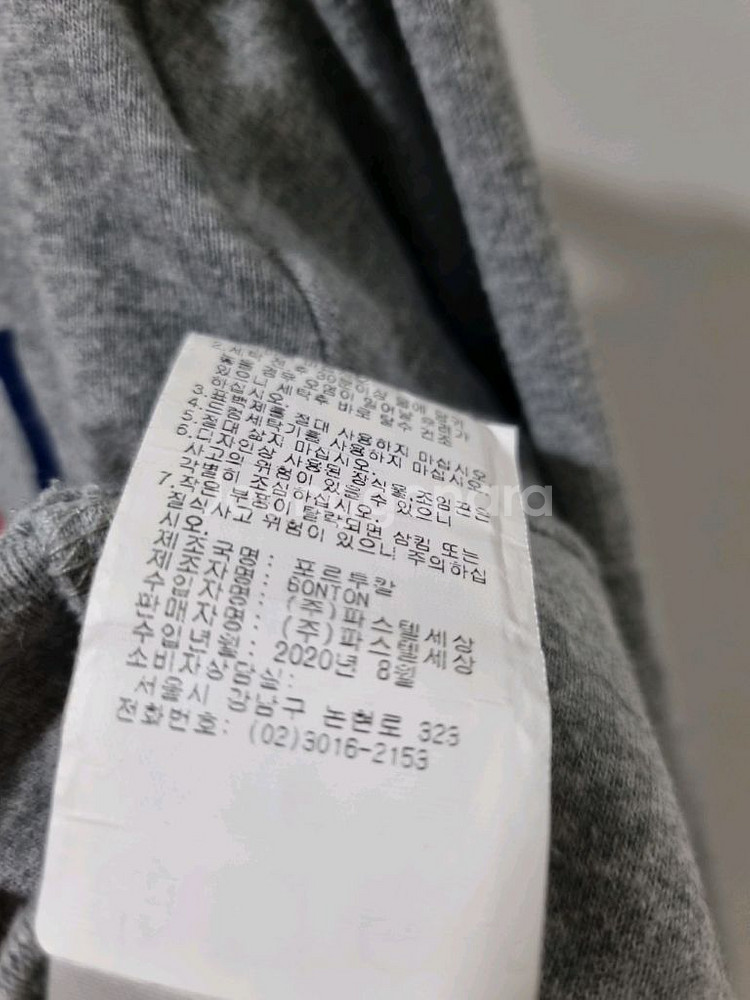 3. 표백제를 절대 사용하지 마십시오.
4. 드럼세탁기를 사용하지 마십시오.
5. 절대 삶지 마십시오.
6. 디자인상 사용된 장식물, 조임끈은
사고의 위험이 있을 수 있으니
각별히 조심하십시오.
7. 작은 부품이 탈락되면 삼킴 또는
질식사고 위험이 있으니 주의하십
시오.
제조국명: 포르투갈
제조자명: BONTON
수입자명: (주)파스텔세상
판매자명: (주)파스텔세상
수입년월: 2020년 8월
소비자상담실:
서울시 강남구 논현로 323
전화번호: (02)3016-2153